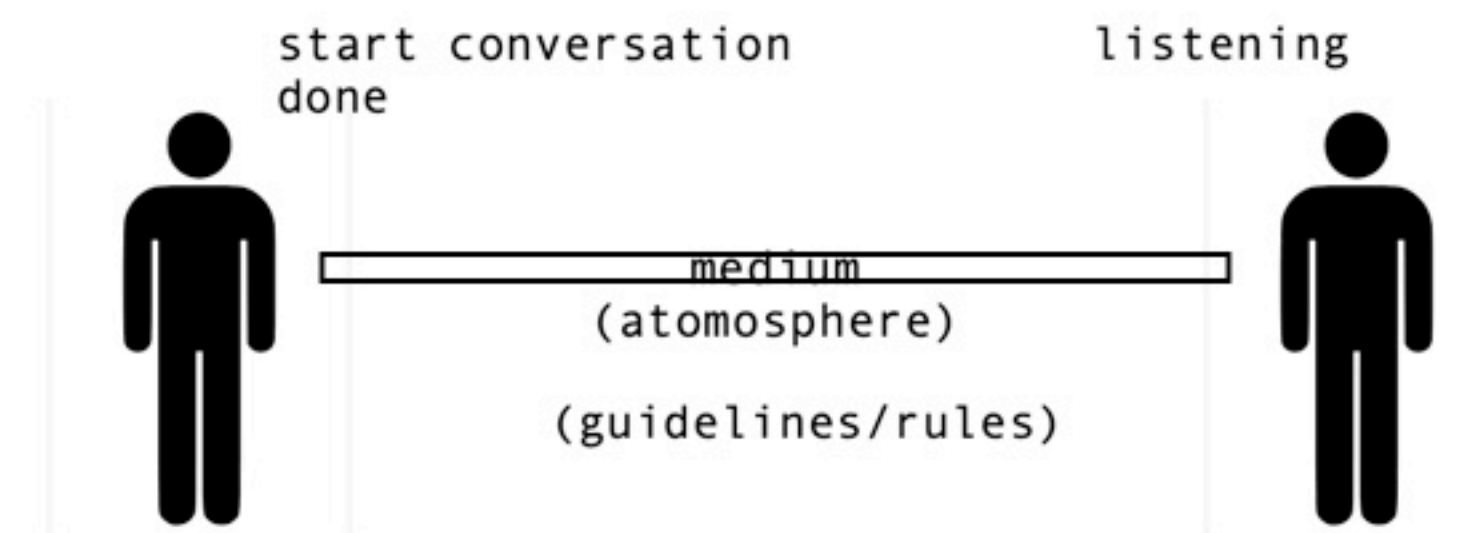 start conversation
done
listening
medium
(atomosphere)
(guidelines/rules)